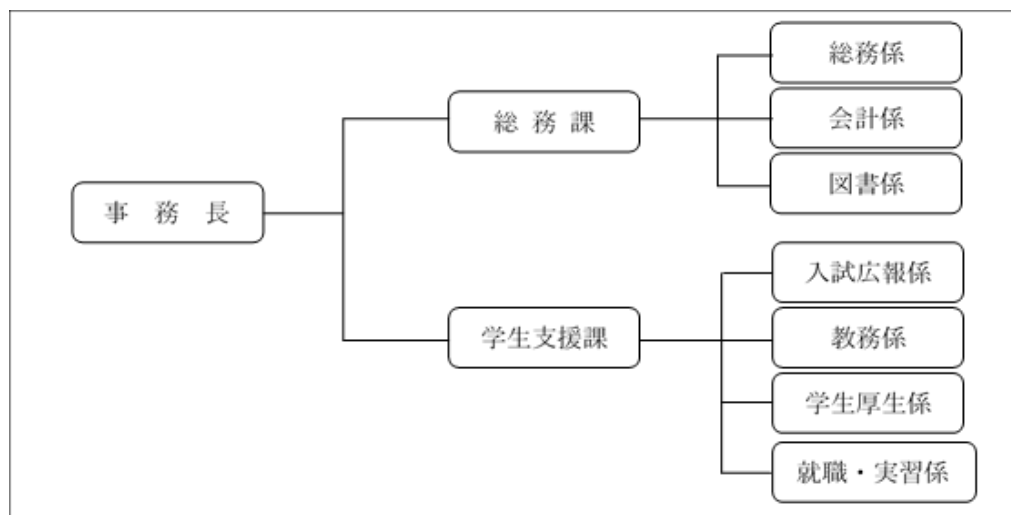 事 務 長
総 務 課
総務係
会計係
図書係
学生支援課
入試広報係
教務係
学生厚生係
就職・実習係